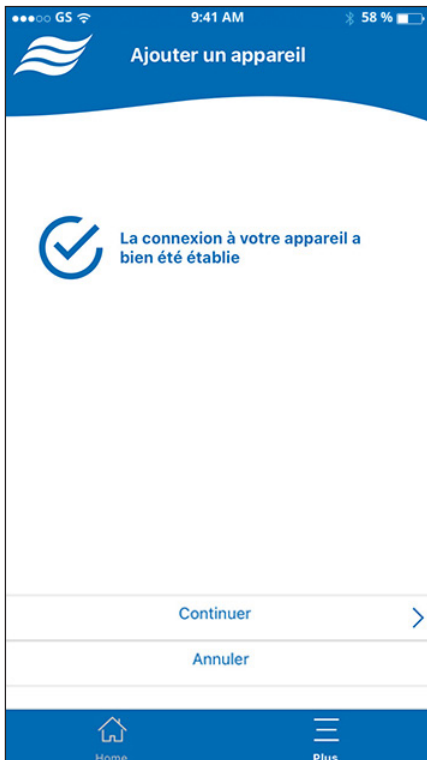 GS 9:41 AM 58 %
Ajouter un appareil
La connexion à votre appareil a
bien été établie
Continuer
Annuler
Home Plus